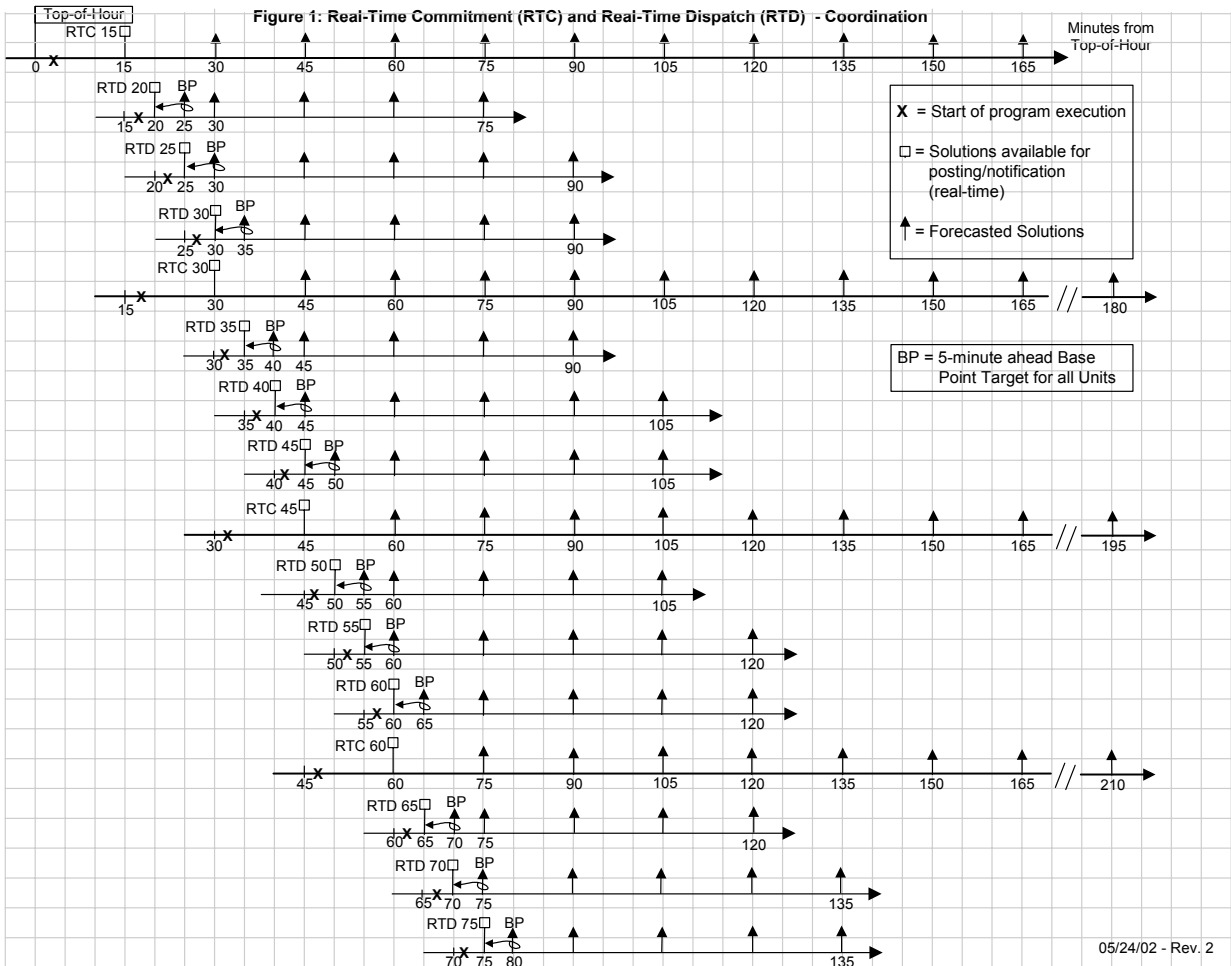 Top-of-Hour
Figure 1: Real-Time Commitment (RTC) and Real-Time Dispatch (RTD) - Coordination
Minutes from
Top-of-Hour
RTC 15
0 X 15 30 45 60 75 90 105 120 135 150 165
RTD 20 BP
15 X 20 25 30 75
RTD 25 BP
20 X 25 30 90
RTD 30 BP
25 X 30 35 90
X = Start of program execution
= Solutions available for
posting/notification
(real-time)
= Forecasted Solutions
RTC 30
15 X 30 45 60 75 90 105 120 135 150 165 // 180
RTD 35 BP
30 X 35 40 45 90
BP = 5-minute ahead Base
Point Target for all Units
RTD 40 BP
35 X 40 45 105
RTD 45 BP
40 X 45 50 105
RTC 45
30 X 45 60 75 90 105 120 135 150 165 // 195
RTD 50 BP
45 X 50 55 60 105
RTD 55 BP
50 X 55 60 120
RTD 60 BP
55 X 60 65 120
RTC 60
45 X 60 75 90 105 120 135 150 165 // 210
RTD 65 BP
60 X 65 70 75 120
RTD 70 BP
65 X 70 75 135
RTD 75 BP
70 X 75 80 135
05/24/02 - Rev. 2